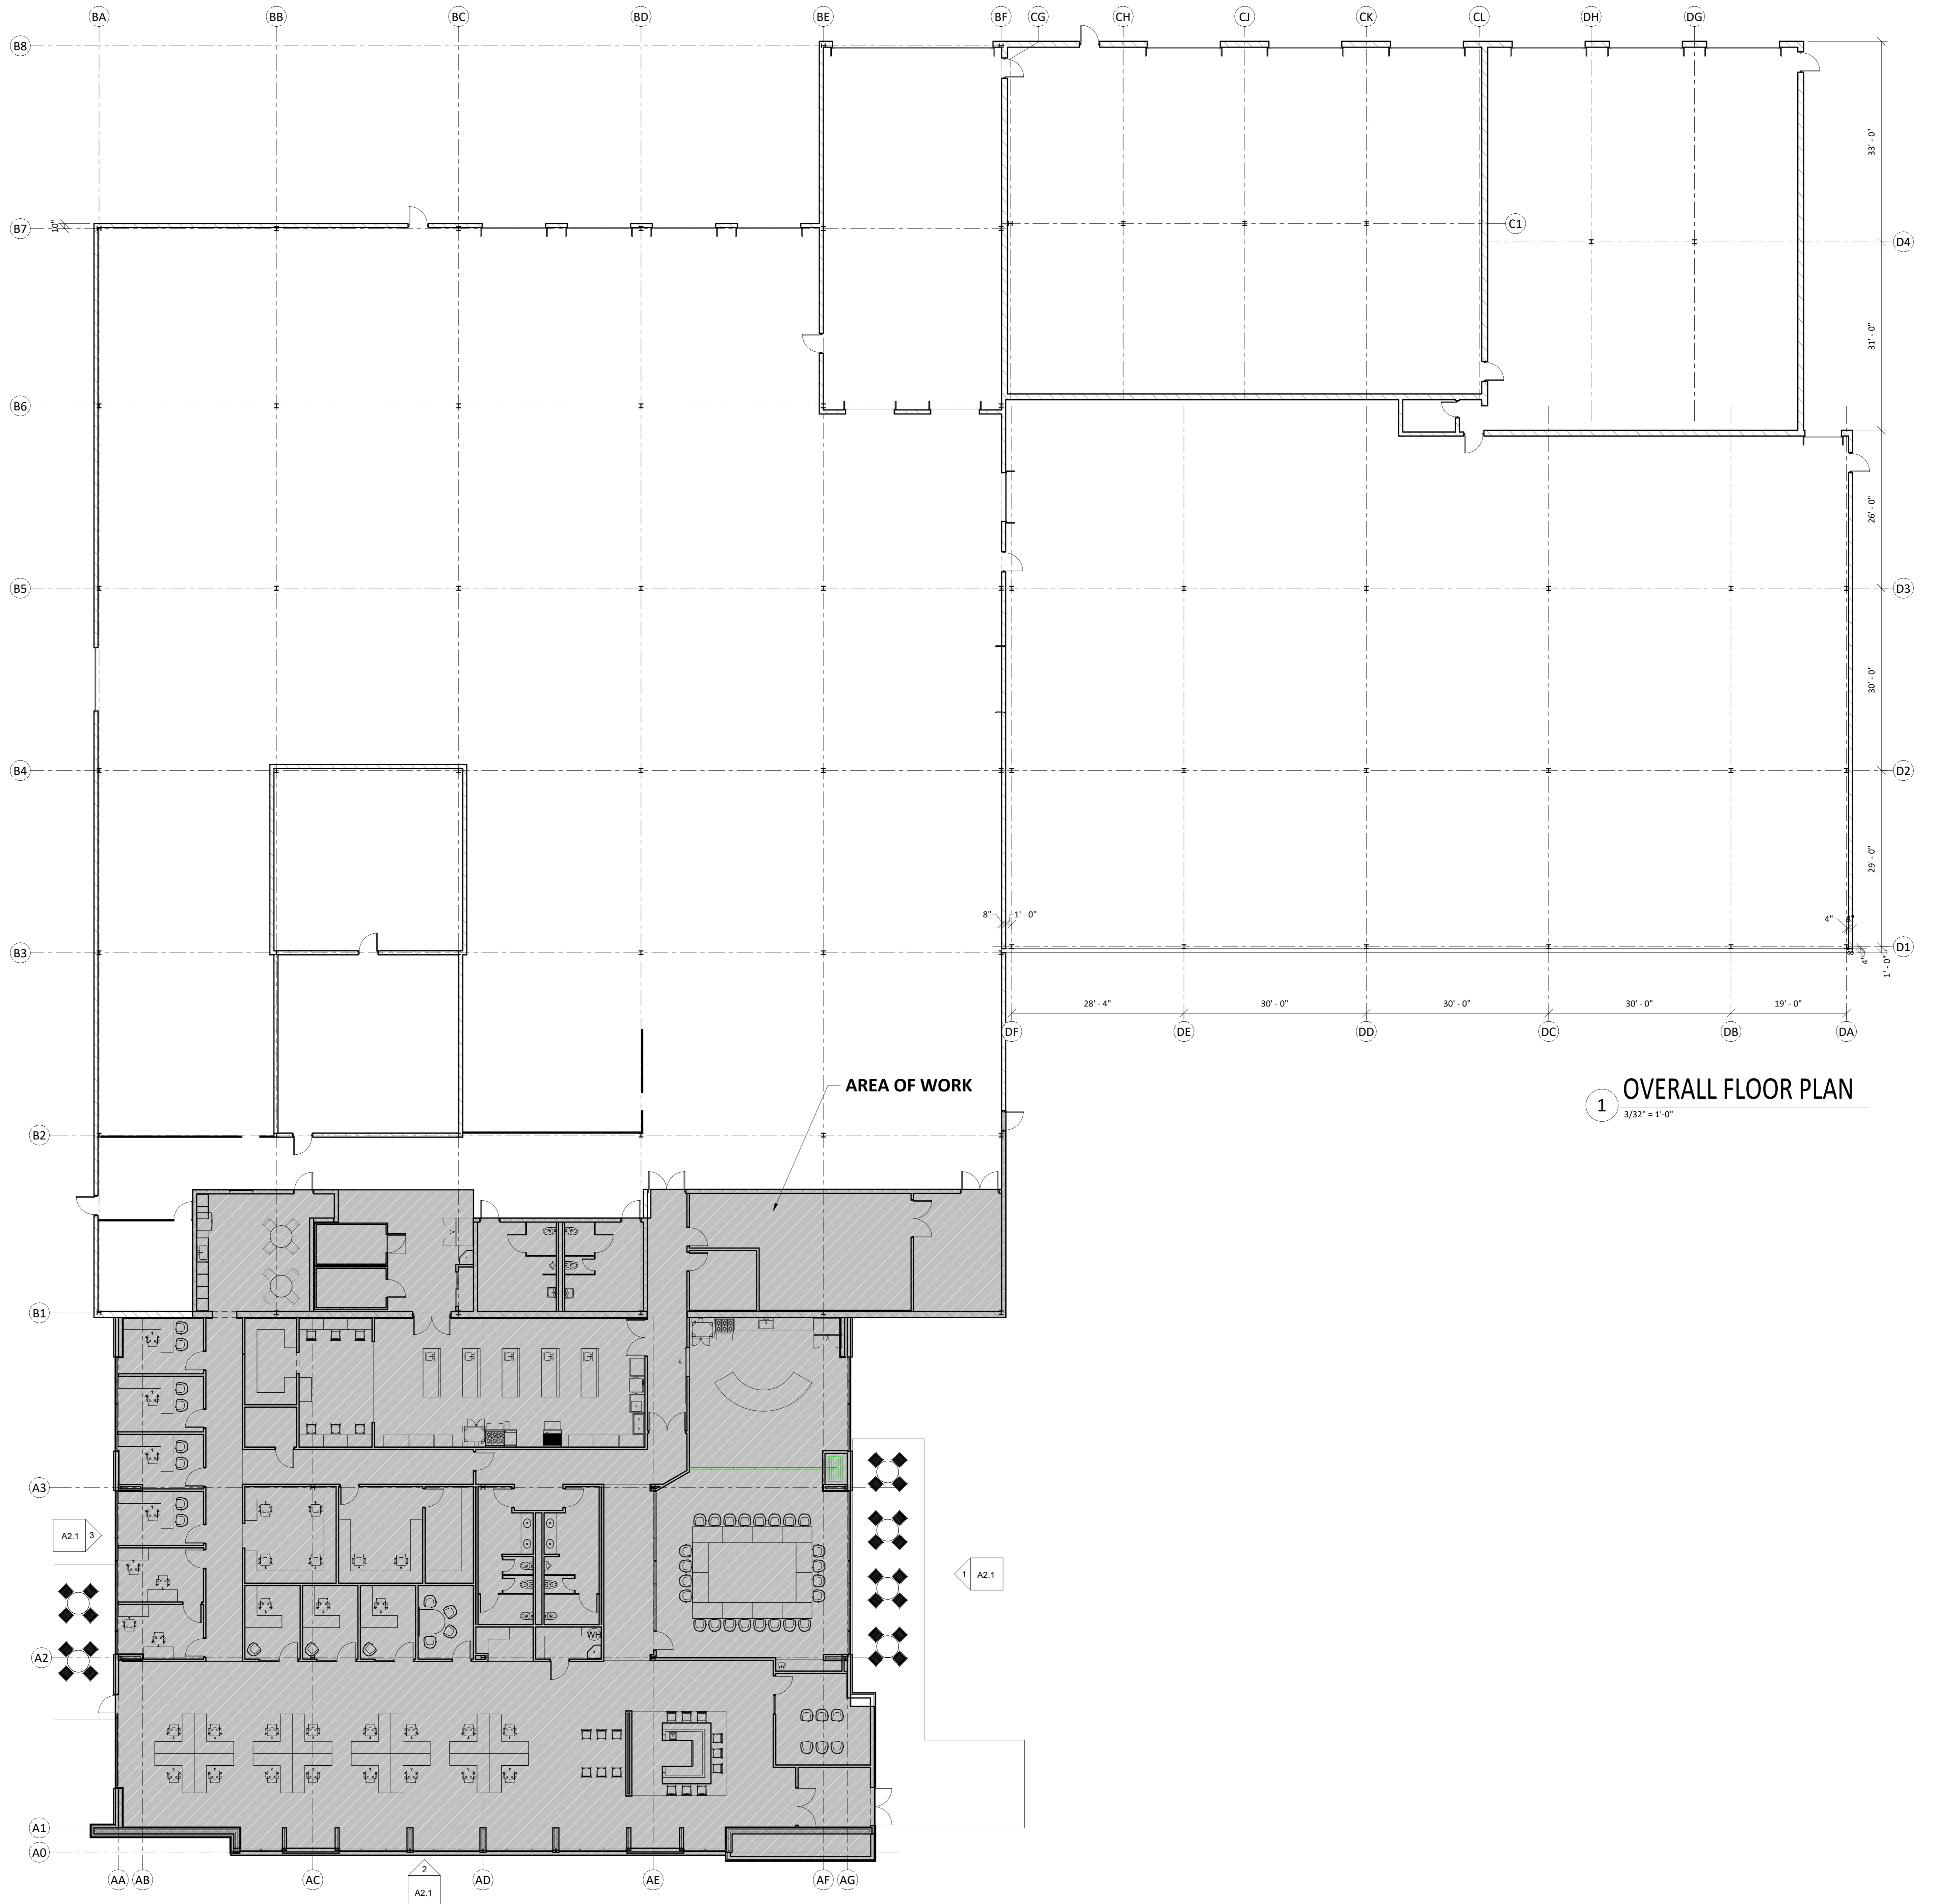 BA BB BC BD BE BF CG CH CJ CK CL DH DG
B8
33' - 0"
B7
10"
C1
D4
31' - 0"
B6
26' - 0"
B5
D3
30' - 0"
B4
D2
29' - 0"
8" 1' - 0"
4" 8"
B3
D1
8"
4"
1' - 0"
28' - 4" 30' - 0" 30' - 0" 30' - 0" 19' - 0"
DF DE DD DC DB DA
AREA OF WORK
1 OVERALL FLOOR PLAN
3/32" = 1'-0"
B2
B1
A3
A2.1 3
1 A2.1
WH
A2
A1
A0
AA AB AC AD AE AF AG
2
A2.1